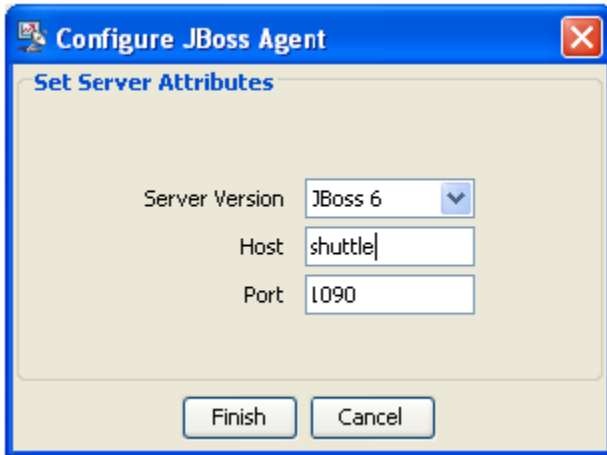 Configure JBoss Agent
Set Server Attributes
Server Version JBoss 6
Host shuttle
Port 1090
Finish Cancel